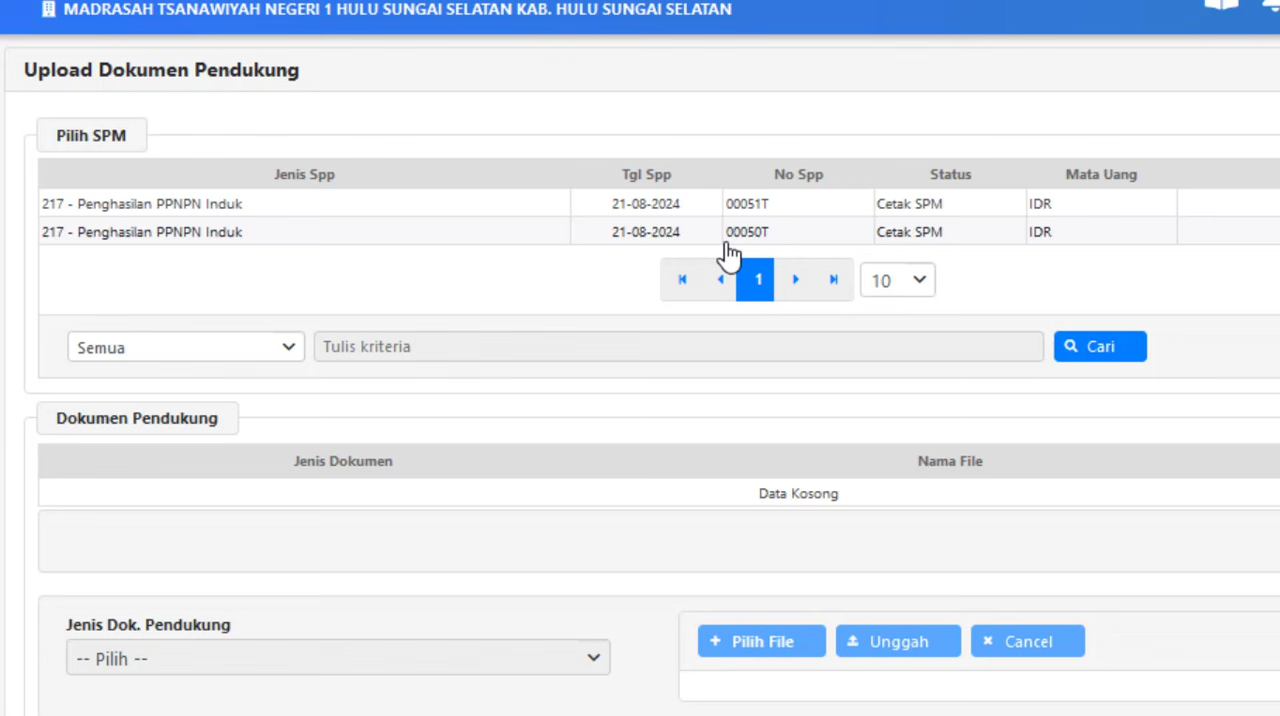 MADRASAH TSANAWIYAH NEGERI 1 HULU SUNGAI SELATAN KAB. HULU SUNGAI SELATAN
Upload Dokumen Pendukung
Pilih SPM
Jenis Spp Tgl Spp No Spp Status Mata Uang
217 - Penghasilan PPNPN Induk 21-08-2024 00051T Cetak SPM IDR
217 - Penghasilan PPNPN Induk 21-08-2024 00050T Cetak SPM IDR
1 10
Semua Tulis kriteria Cari
Dokumen Pendukung
Jenis Dokumen Nama File
Data Kosong
Jenis Dok. Pendukung
-- Pilih -- + Pilih File Unggah Cancel